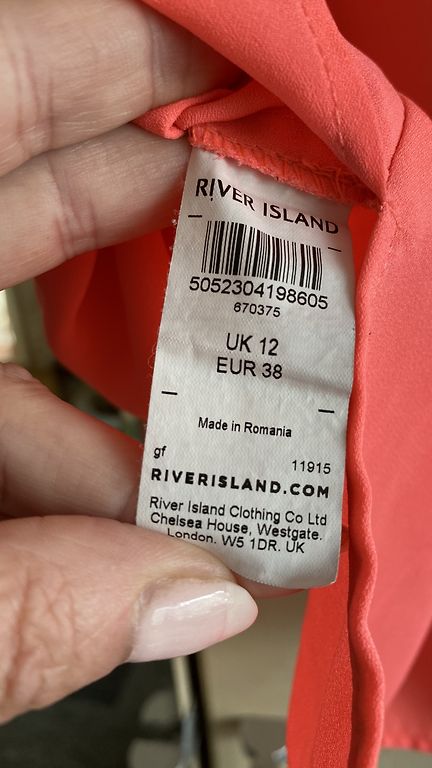 RIVER ISLAND
5052304198605
670375
UK 12
EUR 38
Made in Romania
gf
11915
RIVERISLAND.COM
River Island Clothing Co Ltd
Chelsea House, Westgate.
London. W5 1DR. UK